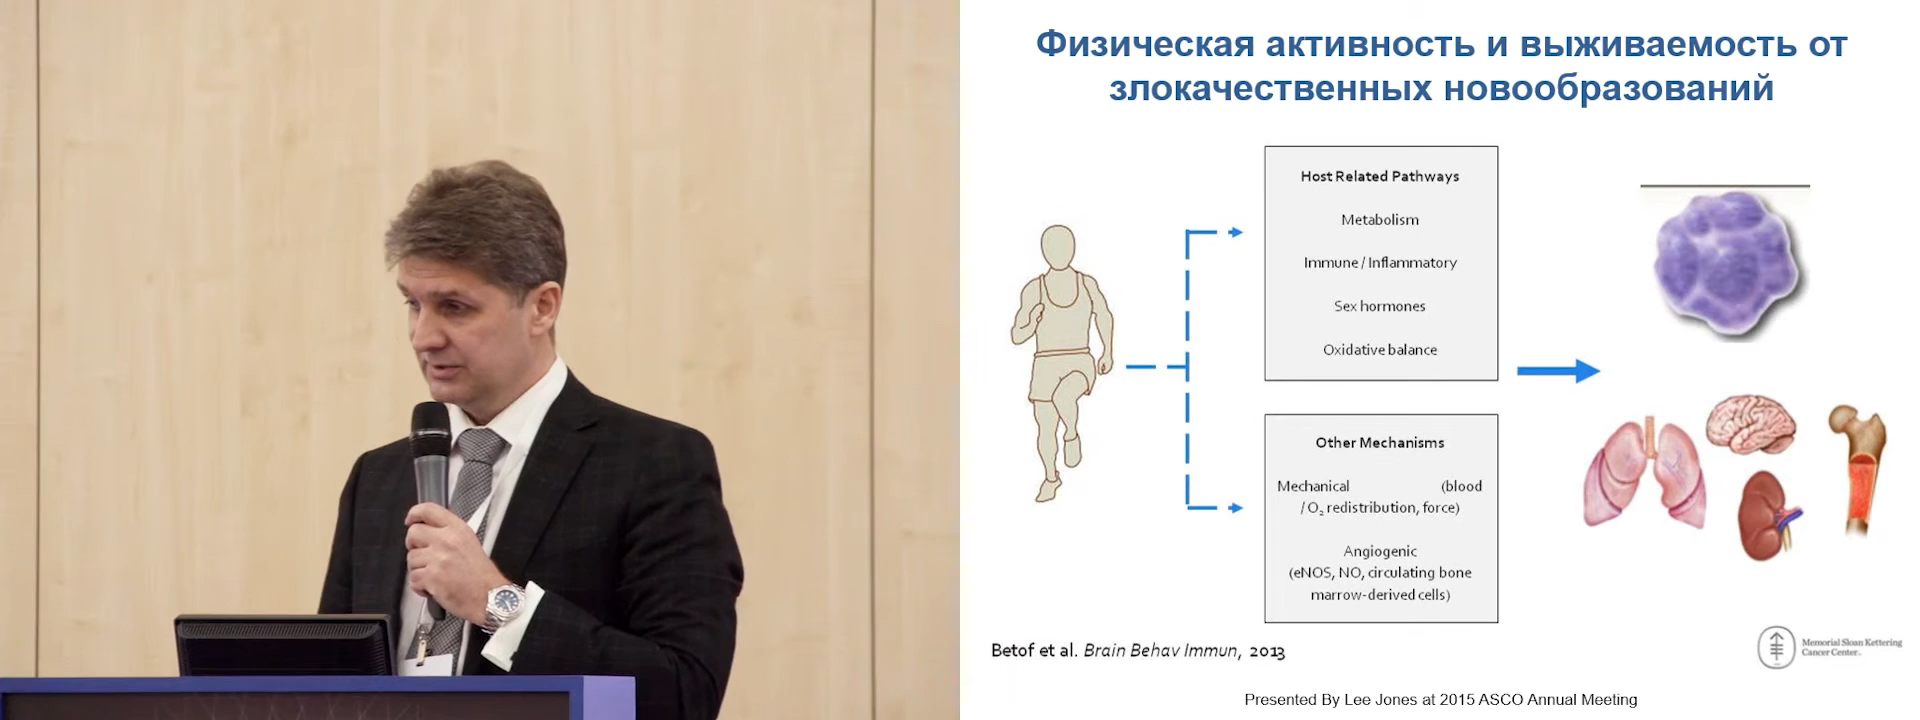 Физическая активность и выживаемость от
злокачественных новообразований
Host Related Pathways
Metabolism
Immune / Inflammatory
Sex hormones
Oxidative balance
Other Mechanisms
Mechanical (blood
/ O₂ redistribution, force)
Angiogenic
(eNOS, NO, circulating bone
marrow-derived cells)
Betof et al. Brain Behav Immun, 2013
Memorial Sloan Kettering
Cancer Center.
Presented By Lee Jones at 2015 ASCO Annual Meeting